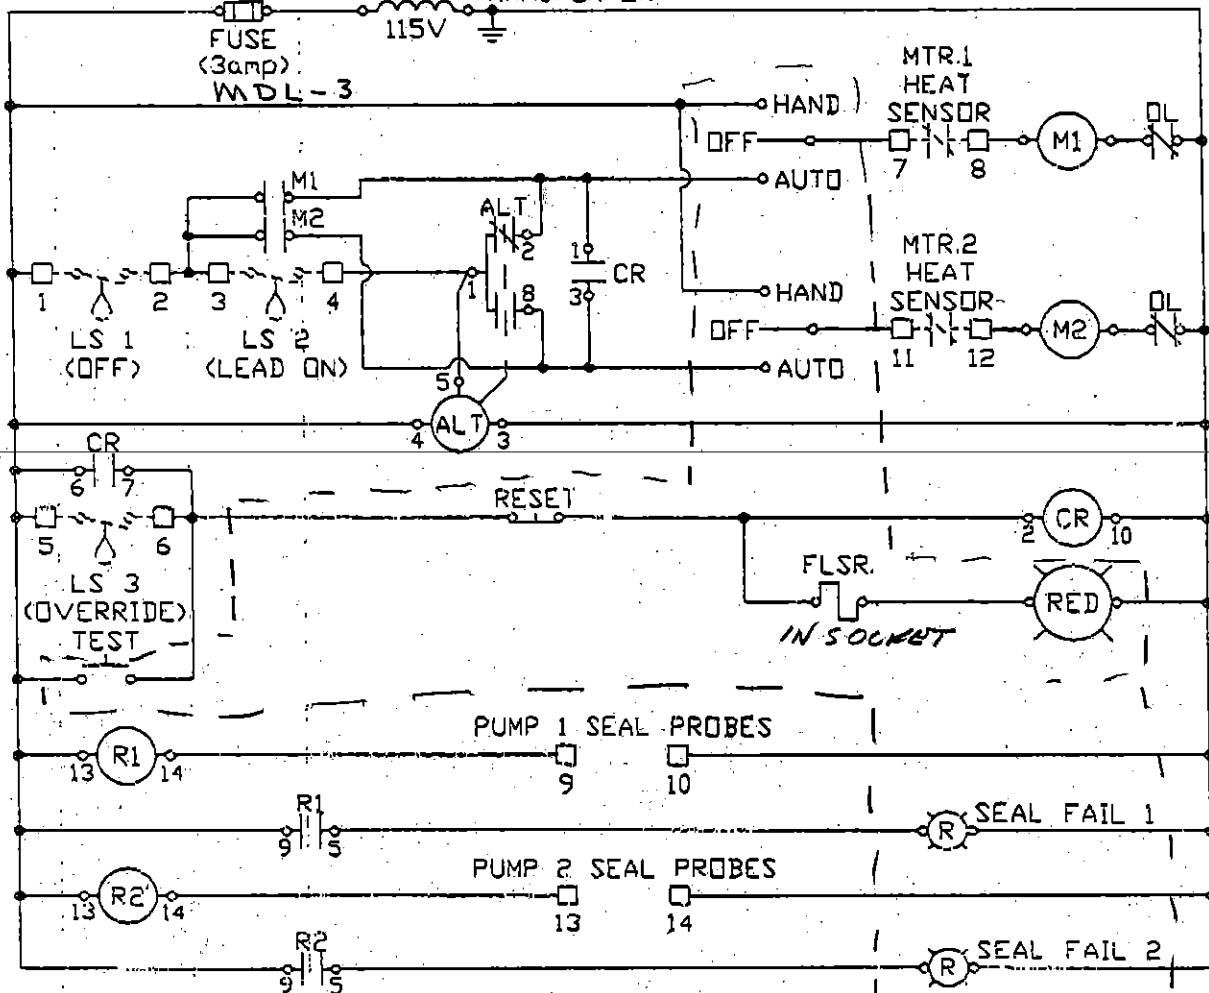 FUSE
(3amp)
MDL-3
115V
HAND
OFF
AUTO
MTR.1
HEAT
SENSOR
7 8
M1
OL
M1
M2
ALT
2
1
8
1
CR
3
1 2 3 4
LS 1
(OFF)
LS 2
(LEAD ON)
HAND
OFF
AUTO
MTR.2
HEAT
SENSOR
11 12
M2
OL
5
4 ALT 3
CR
6 7
5 6
LS 3
(OVERRIDE)
TEST
RESET
2 CR 10
FLSR.
RED
IN SOCKET
PUMP 1 SEAL PROBES
13 R1 14
9 10
R1
9 5
R SEAL FAIL 1
PUMP 2 SEAL PROBES
13 R2 14
13 14
R2
9 5
R SEAL FAIL 2